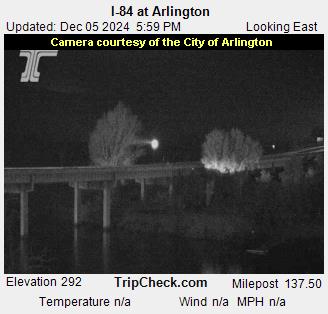 I-84 at Arlington
Updated: Dec 05 2024 5:59 PM Looking East
Camera courtesy of the City of Arlington
Elevation 292 TripCheck.com Milepost 137.50
Temperature n/a Wind n/a MPH n/a